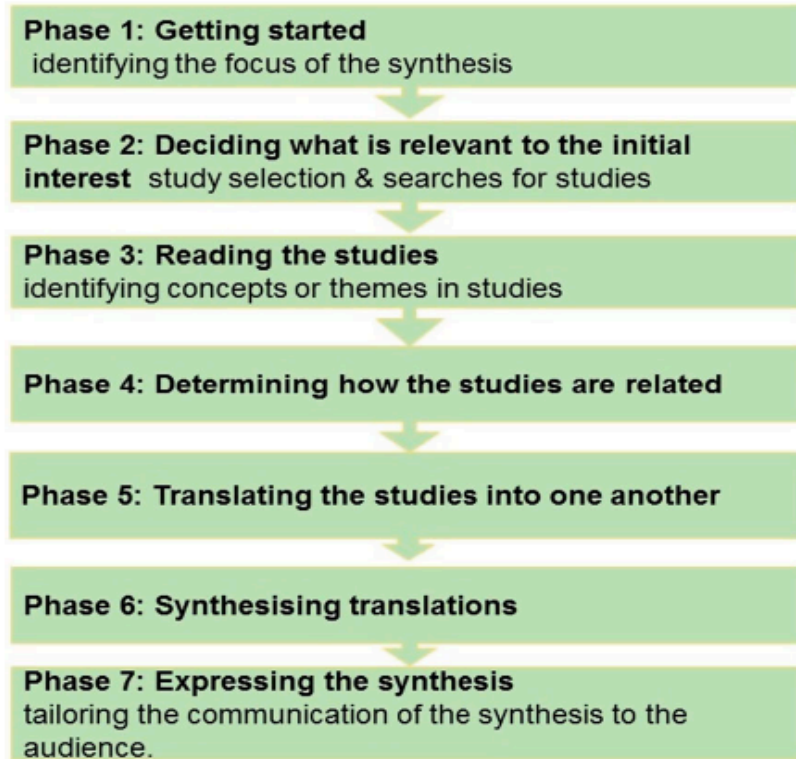 Phase 1: Getting started
identifying the focus of the synthesis
Phase 2: Deciding what is relevant to the initial
interest study selection & searches for studies
Phase 3: Reading the studies
identifying concepts or themes in studies
Phase 4: Determining how the studies are related
Phase 5: Translating the studies into one another
Phase 6: Synthesising translations
Phase 7: Expressing the synthesis
tailoring the communication of the synthesis to the
audience.